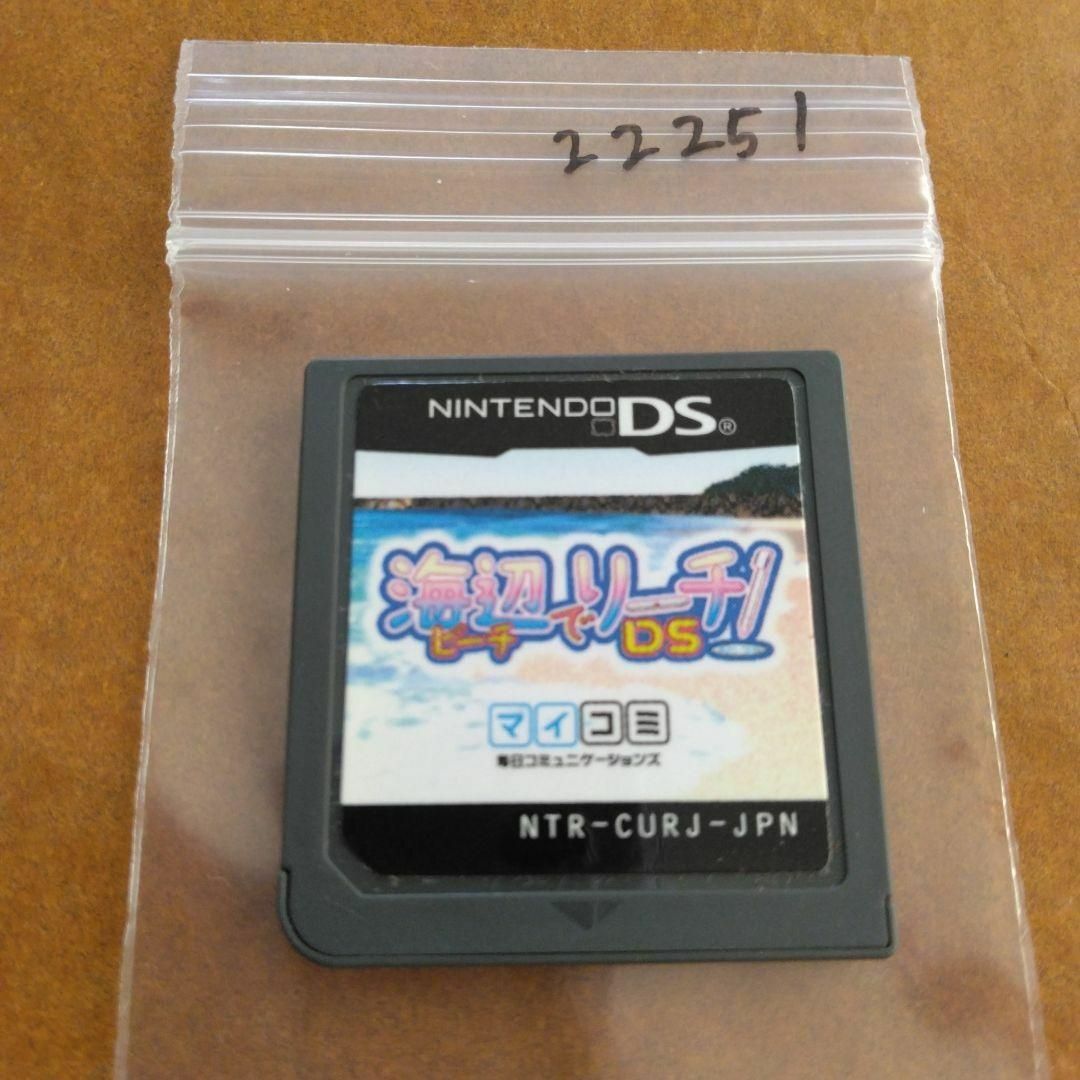 22251
NINTENDO DS®
海辺でリーチ!
ビーチ DS
マイコミ
毎日コミュニケーションズ
NTR-CURJ-JPN